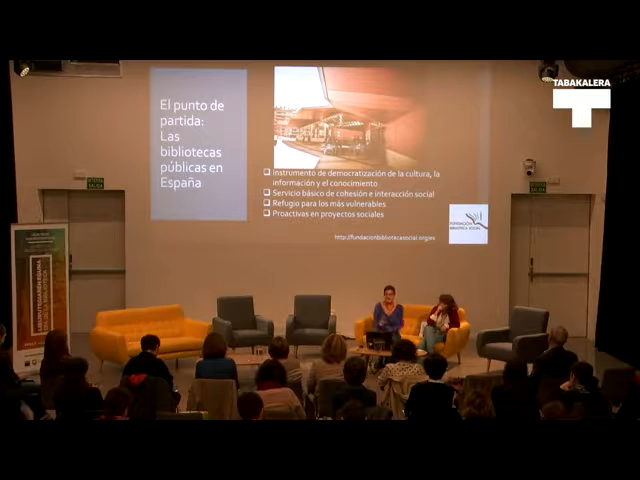 TABAKALERA
El punto de
partida:
Las
bibliotecas
públicas en
España
Instrumento de democratización de la cultura, la
información y el conocimiento
Servicio básico de cohesión e interacción social
Refugio para los más vulnerables
Proactivas en proyectos sociales
FUNDACIÓN
BIBLIOTECA SOCIAL
http://fundacionbibliotecasocial.org/es
SALIDA
SALIDA